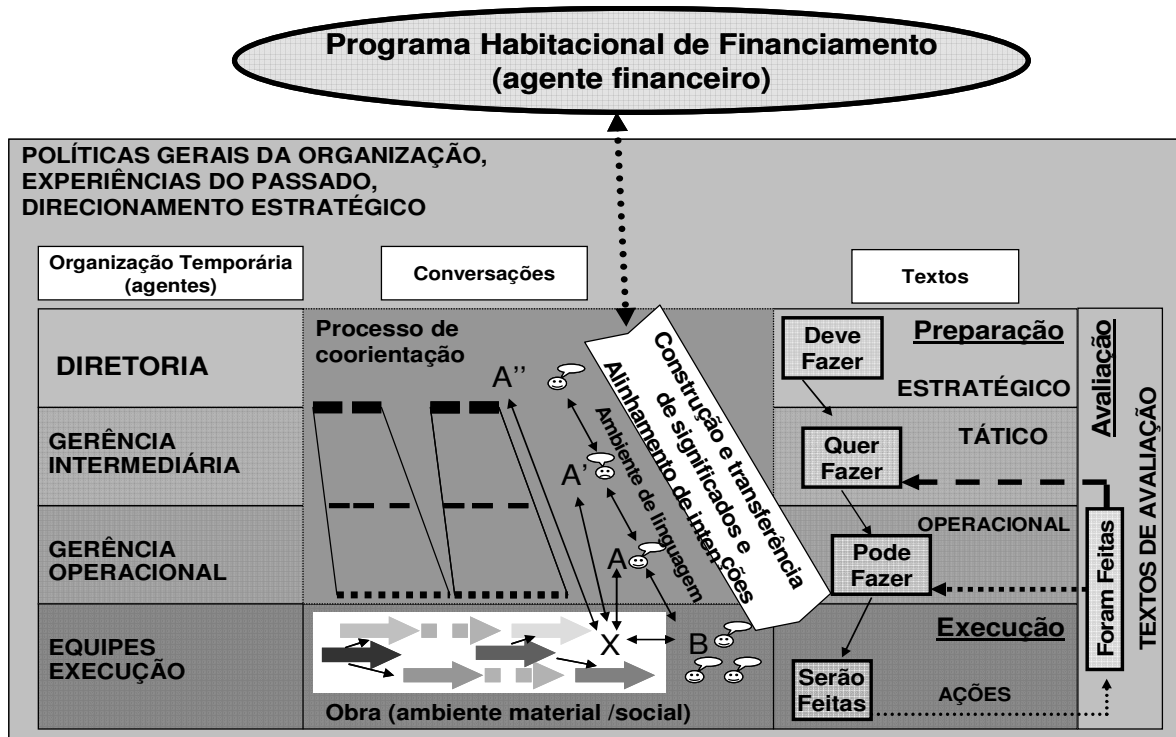 Programa Habitacional de Financiamento
(agente financeiro)
POLÍTICAS GERAIS DA ORGANIZAÇÃO,
EXPERIÊNCIAS DO PASSADO,
DIRECIONAMENTO ESTRATÉGICO
Organização Temporária
(agentes)
Conversações
Textos
DIRETORIA
GERÊNCIA
INTERMEDIÁRIA
GERÊNCIA
OPERACIONAL
EQUIPES
EXECUÇÃO
Processo de
coorientação
A''
A'
A
X
B
Ambiente de linguagem
Construção e transferência
de significados e
Alinhamento de intenções
Obra (ambiente material /social)
Deve
Fazer
Preparação
ESTRATÉGICO
Quer
Fazer
TÁTICO
OPERACIONAL
Pode
Fazer
Execução
Serão
Feitas
AÇÕES
Avaliação
Foram Feitas
TEXTOS DE AVALIAÇÃO